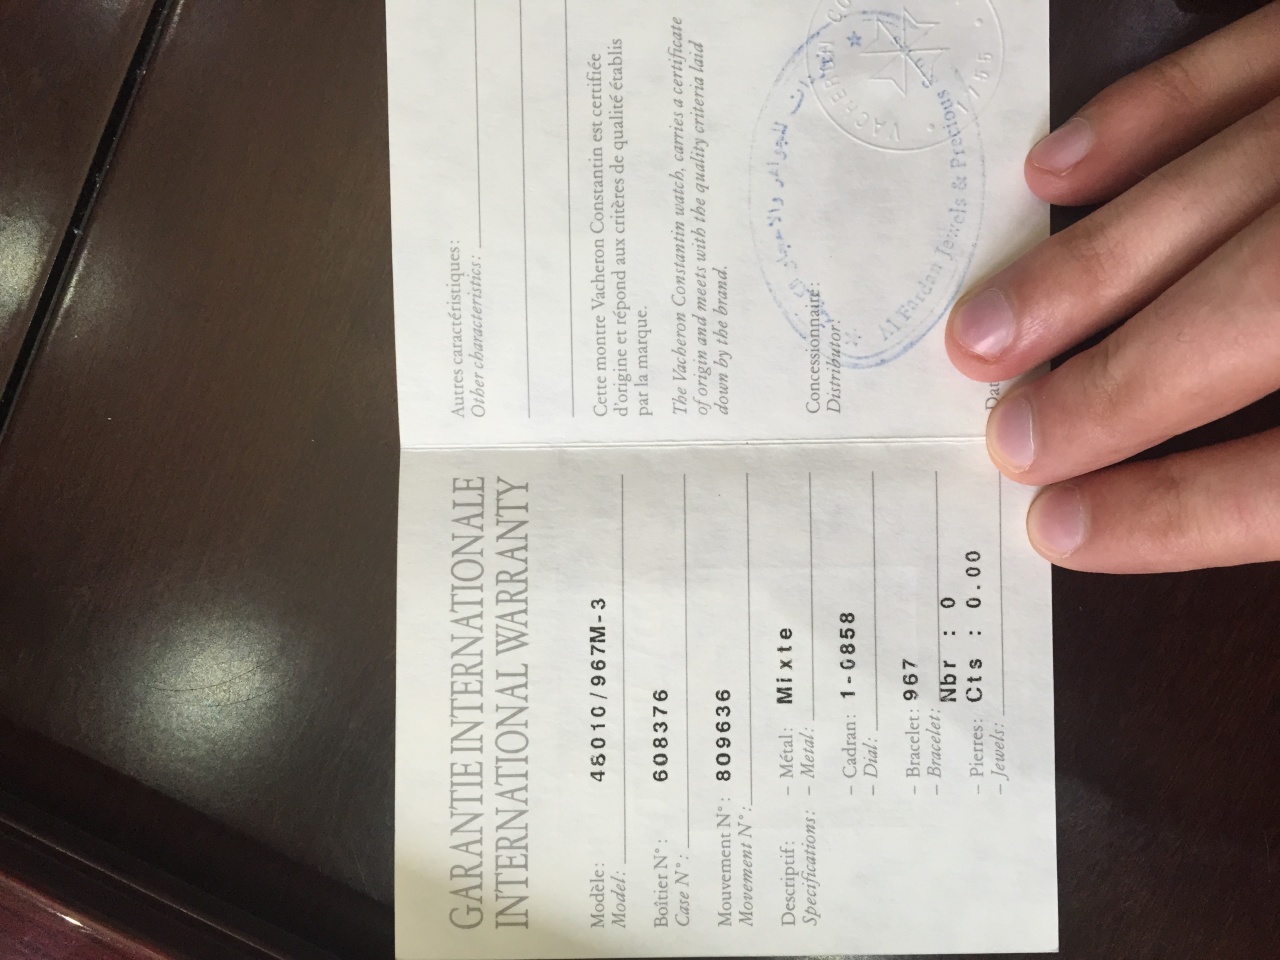 GARANTIE INTERNATIONALE
INTERNATIONAL WARRANTY
Modèle: 48010/967M-3
Model:
Boîtier N°: 608376
Case N°:
Mouvement N°: 809636
Movement N°:
Descriptif: – Métal: Mixte
Specifications: – Metal:
– Cadran: 1-0858
– Dial:
– Bracelet: 967
– Bracelet:
Nbr : 0
– Pierres: Cts : 0.00
– Jewels:
Autres caractéristiques:
Other characteristics:
Cette montre Vacheron Constantin est certifiée
d'origine et répond aux critères de qualité établis
par la marque.
The Vacheron Constantin watch, carries a certificate
of origin and meets with the quality criteria laid
down by the brand.
Concessionnaire:
Distributor:
Al Fardan Jewels & Precious
VACHERON
1755